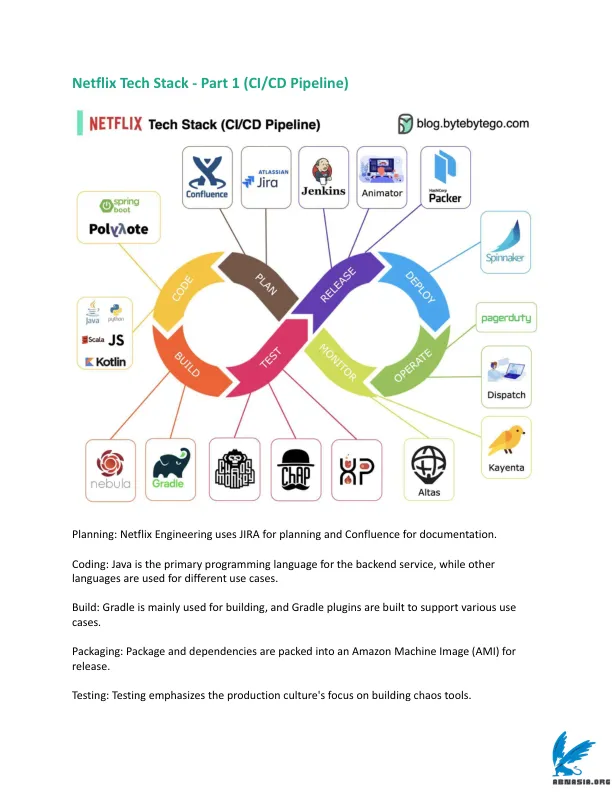 Netflix Tech Stack - Part 1 (CI/CD Pipeline)
NETFLIX Tech Stack (CI/CD Pipeline)
blog.bytebytego.com
Confluence
ATLASSIAN
Jira
Jenkins
Animator
HashiCorp
Packer
spring
boot
Polyλote
Spinnaker
CODE
PLAN
RELEASE
DEPLOY
Java
python
Scala
JS
Kotlin
BUILD
TEST
MONITOR
OPERATE
pagerduty
Dispatch
Kayenta
nebula
Gradle
CHAOS
MONKEY
CHAP
XP
Altas
Planning: Netflix Engineering uses JIRA for planning and Confluence for documentation.
Coding: Java is the primary programming language for the backend service, while other
languages are used for different use cases.
Build: Gradle is mainly used for building, and Gradle plugins are built to support various use
cases.
Packaging: Package and dependencies are packed into an Amazon Machine Image (AMI) for
release.
Testing: Testing emphasizes the production culture's focus on building chaos tools.
ABNASIA.ORG